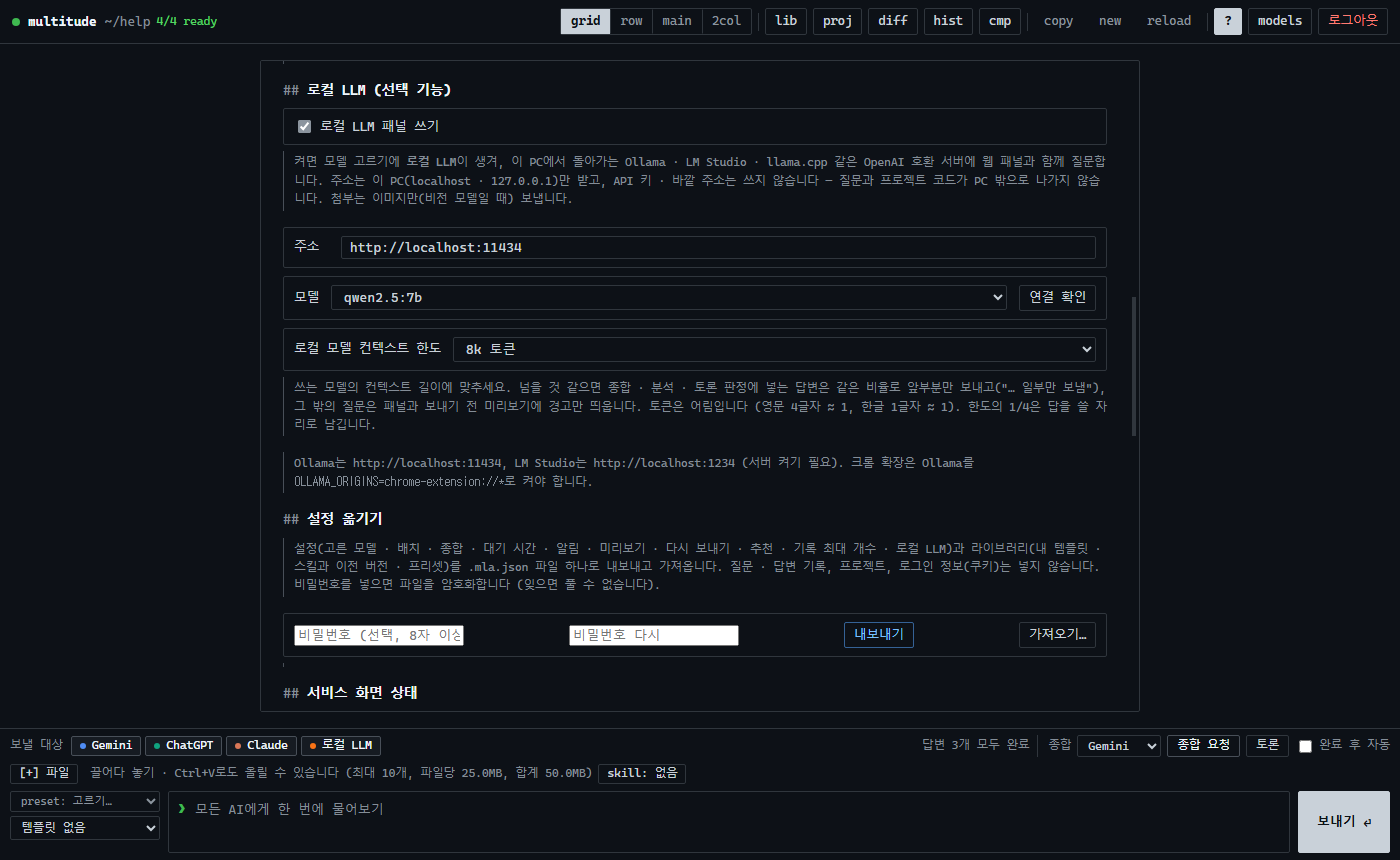 multitude ~/help 4/4 ready
grid row main 2col lib proj diff hist cmp copy new reload ? models 로그아웃
## 로컬 LLM (선택 기능)
로컬 LLM 패널 쓰기
켜면 모델 고르기에 로컬 LLM이 생겨, 이 PC에서 돌아가는 Ollama · LM Studio · llama.cpp 같은 OpenAI 호환 서버에 웹 패널과 함께 질문합
니다. 주소는 이 PC(localhost · 127.0.0.1)만 받고, API 키 · 바깥 주소는 쓰지 않습니다 — 질문과 프로젝트 코드가 PC 밖으로 나가지 않습
니다. 첨부는 이미지만(비전 모델일 때) 보냅니다.
주소 http://localhost:11434
모델 qwen2.5:7b 연결 확인
로컬 모델 컨텍스트 한도 8k 토큰
쓰는 모델의 컨텍스트 길이에 맞추세요. 넘을 것 같으면 종합 · 분석 · 토론 판정에 넣는 답변은 같은 비율로 앞부분만 보내고("… 일부만 보냄"),
그 밖의 질문은 패널과 보내기 전 미리보기에 경고만 띄웁니다. 토큰은 어림입니다 (영문 4글자 ≈ 1, 한글 1글자 ≈ 1). 한도의 1/4은 답을 쓸 자
리로 남깁니다.
Ollama는 http://localhost:11434, LM Studio는 http://localhost:1234 (서버 켜기 필요). 크롬 확장은 Ollama를
OLLAMA_ORIGINS=chrome-extension://*로 켜야 합니다.
## 설정 옮기기
설정(고른 모델 · 배치 · 종합 · 대기 시간 · 알림 · 미리보기 · 다시 보내기 · 추천 · 기록 최대 개수 · 로컬 LLM)과 라이브러리(내 템플릿 ·
스킬과 이전 버전 · 프리셋)를 .mla.json 파일 하나로 내보내고 가져옵니다. 질문 · 답변 기록, 프로젝트, 로그인 정보(쿠키)는 넣지 않습니다.
비밀번호를 넣으면 파일을 암호화합니다 (잊으면 풀 수 없습니다).
비밀번호 (선택, 8자 이상 비밀번호 다시 내보내기 가져오기…
## 서비스 화면 상태
보낼 대상 Gemini ChatGPT Claude 로컬 LLM 답변 3개 모두 완료 종합 Gemini 종합 요청 토론 완료 후 자동
[+] 파일 끌어다 놓기 · Ctrl+V로도 올릴 수 있습니다 (최대 10개, 파일당 25.0MB, 합계 50.0MB) skill: 없음
preset: 고르기…
템플릿 없음
❯ 모든 AI에게 한 번에 물어보기
보내기 ↵